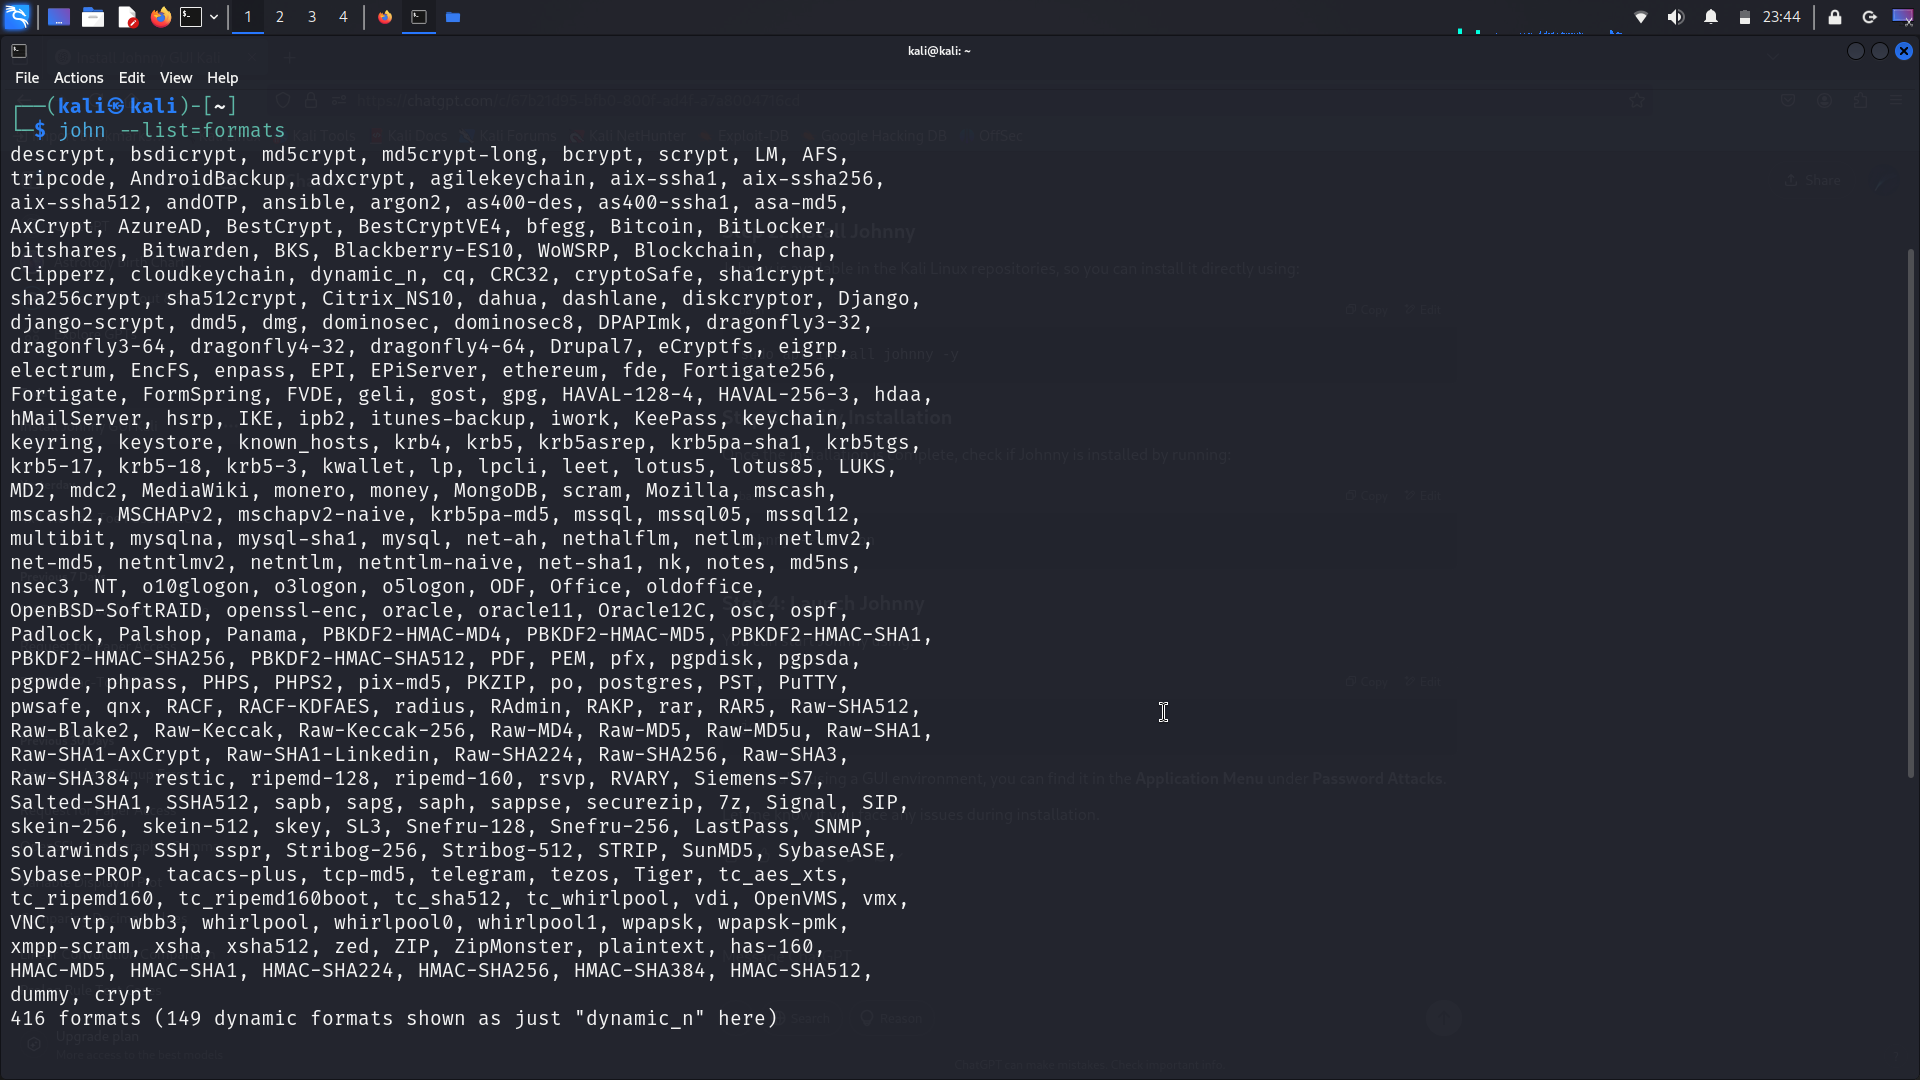 1 2 3 4 23:44
kali@kali: ~
File Actions Edit View Help
(kali㉿kali)-[~]
$ john --list=formats
descrypt, bsdicrypt, md5crypt, md5crypt-long, bcrypt, scrypt, LM, AFS,
tripcode, AndroidBackup, adxcrypt, agilekeychain, aix-ssha1, aix-ssha256,
aix-ssha512, andOTP, ansible, argon2, as400-des, as400-ssha1, asa-md5,
AxCrypt, AzureAD, BestCrypt, BestCryptVE4, bfegg, Bitcoin, BitLocker,
bitshares, Bitwarden, BKS, Blackberry-ES10, WoWSRP, Blockchain, chap,
Clipperz, cloudkeychain, dynamic_n, cq, CRC32, cryptoSafe, sha1crypt,
sha256crypt, sha512crypt, Citrix_NS10, dahua, dashlane, diskcryptor, Django,
django-scrypt, dmd5, dmg, dominosec, dominosec8, DPAPImk, dragonfly3-32,
dragonfly3-64, dragonfly4-32, dragonfly4-64, Drupal7, eCryptfs, eigrp,
electrum, EncFS, enpass, EPI, EPiServer, ethereum, fde, Fortigate256,
Fortigate, FormSpring, FVDE, geli, gost, gpg, HAVAL-128-4, HAVAL-256-3, hdaa,
hMailServer, hsrp, IKE, ipb2, itunes-backup, iwork, KeePass, keychain,
keyring, keystore, known_hosts, krb4, krb5, krb5asrep, krb5pa-sha1, krb5tgs,
krb5-17, krb5-18, krb5-3, kwallet, lp, lpcli, leet, lotus5, lotus85, LUKS,
MD2, mdc2, MediaWiki, monero, money, MongoDB, scram, Mozilla, mscash,
mscash2, MSCHAPv2, mschapv2-naive, krb5pa-md5, mssql, mssql05, mssql12,
multibit, mysqlna, mysql-sha1, mysql, net-ah, nethalflm, netlm, netlmv2,
net-md5, netntlmv2, netntlm, netntlm-naive, net-sha1, nk, notes, md5ns,
nsec3, NT, o10glogon, o3logon, o5logon, ODF, Office, oldoffice,
OpenBSD-SoftRAID, openssl-enc, oracle, oracle11, Oracle12C, osc, ospf,
Padlock, Palshop, Panama, PBKDF2-HMAC-MD4, PBKDF2-HMAC-MD5, PBKDF2-HMAC-SHA1,
PBKDF2-HMAC-SHA256, PBKDF2-HMAC-SHA512, PDF, PEM, pfx, pgpdisk, pgpsda,
pgpwde, phpass, PHPS, PHPS2, pix-md5, PKZIP, po, postgres, PST, PuTTY,
pwsafe, qnx, RACF, RACF-KDFAES, radius, RAdmin, RAKP, rar, RAR5, Raw-SHA512,
Raw-Blake2, Raw-Keccak, Raw-Keccak-256, Raw-MD4, Raw-MD5, Raw-MD5u, Raw-SHA1,
Raw-SHA1-AxCrypt, Raw-SHA1-Linkedin, Raw-SHA224, Raw-SHA256, Raw-SHA3,
Raw-SHA384, restic, ripemd-128, ripemd-160, rsvp, RVARY, Siemens-S7,
Salted-SHA1, SSHA512, sapb, sapg, saph, sappse, securezip, 7z, Signal, SIP,
skein-256, skein-512, skey, SL3, Snefru-128, Snefru-256, LastPass, SNMP,
solarwinds, SSH, sspr, Stribog-256, Stribog-512, STRIP, SunMD5, SybaseASE,
Sybase-PROP, tacacs-plus, tcp-md5, telegram, tezos, Tiger, tc_aes_xts,
tc_ripemd160, tc_ripemd160boot, tc_sha512, tc_whirlpool, vdi, OpenVMS, vmx,
VNC, vtp, wbb3, whirlpool, whirlpool0, whirlpool1, wpapsk, wpapsk-pmk,
xmpp-scram, xsha, xsha512, zed, ZIP, ZipMonster, plaintext, has-160,
HMAC-MD5, HMAC-SHA1, HMAC-SHA224, HMAC-SHA256, HMAC-SHA384, HMAC-SHA512,
dummy, crypt
416 formats (149 dynamic formats shown as just "dynamic_n" here)